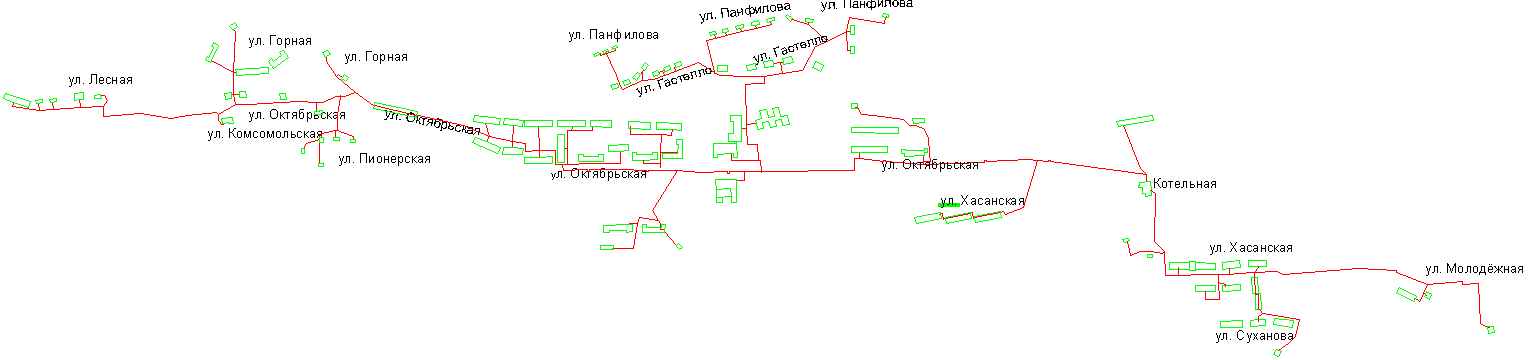 ул. Панфилова
ул. Панфилова
ул. Панфилова
ул. Горная
ул. Горная
ул. Гастелло
ул. Гастелло
ул. Лесная
ул. Октябрьская
ул. Октябрьская
ул. Комсомольская
ул. Пионерская
ул. Октябрьская
ул. Октябрьская
Котельная
ул. Хасанская
ул. Хасанская
ул. Молодёжная
ул. Суханова